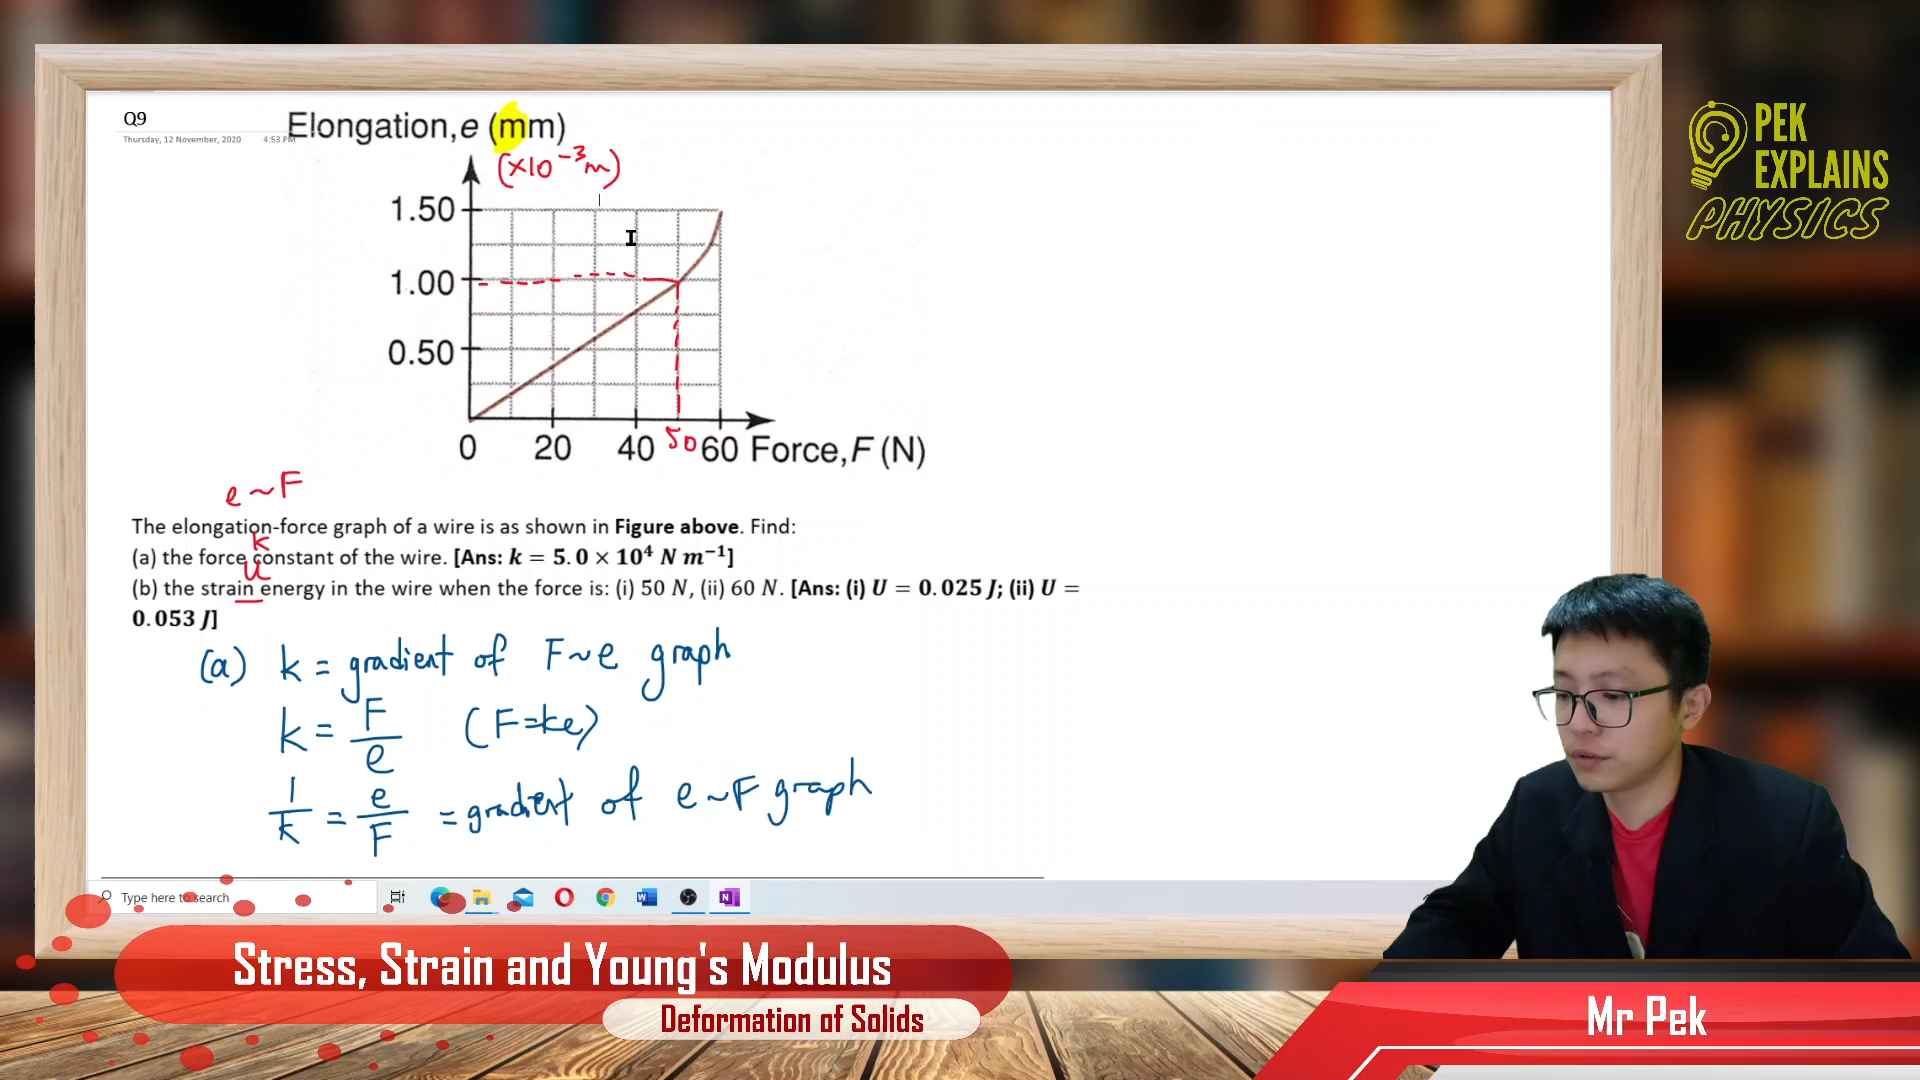 Q9
Thursday, 12 November, 2020 4:53 PM
Elongation, e (mm)
(×10⁻³m)
1.50
1.00
0.50
0 20 40 50 60 Force, F (N)
e ~ F
The elongation-force graph of a wire is as shown in Figure above. Find:
k
(a) the force constant of the wire. [Ans: k = 5.0 × 10⁴ N m⁻¹]
U
(b) the strain energy in the wire when the force is: (i) 50 N, (ii) 60 N. [Ans: (i) U = 0.025 J; (ii) U =
0.053 J]
(a) k = gradient of F~e graph
k = F/e (F=ke)
1/k = e/F = gradient of e~F graph
Type here to search
Stress, Strain and Young's Modulus
Deformation of Solids
PEK
EXPLAINS
PHYSICS
Mr Pek